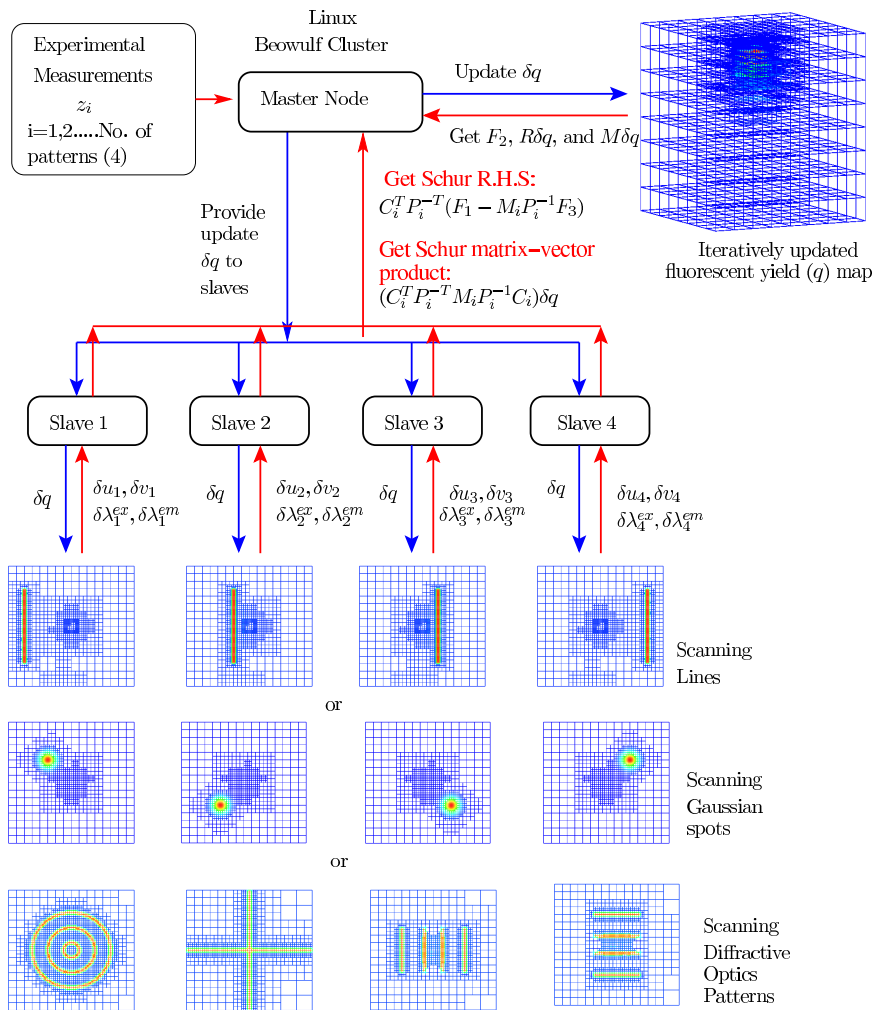 Linux
Beowulf Cluster
Experimental
Measurements
z_i
i=1,2.....No. of
patterns (4)
Master Node
Update δq
Get F_2, Rδq, and Mδq
Iteratively updated
fluorescent yield (q) map
Provide
update
δq to
slaves
Get Schur R.H.S:
C_i^T P_i^{-T}(F_1 − M_i P_i^{-1} F_3)
Get Schur matrix−vector
product:
(C_i^T P_i^{-T} M_i P_i^{-1} C_i)δq
Slave 1
Slave 2
Slave 3
Slave 4
δq
δu_1, δv_1
δλ_1^{ex}, δλ_1^{em}
δq
δu_2, δv_2
δλ_2^{ex}, δλ_2^{em}
δq
δu_3, δv_3
δλ_3^{ex}, δλ_3^{em}
δq
δu_4, δv_4
δλ_4^{ex}, δλ_4^{em}
Scanning
Lines
or
Scanning
Gaussian
spots
or
Scanning
Diffractive
Optics
Patterns